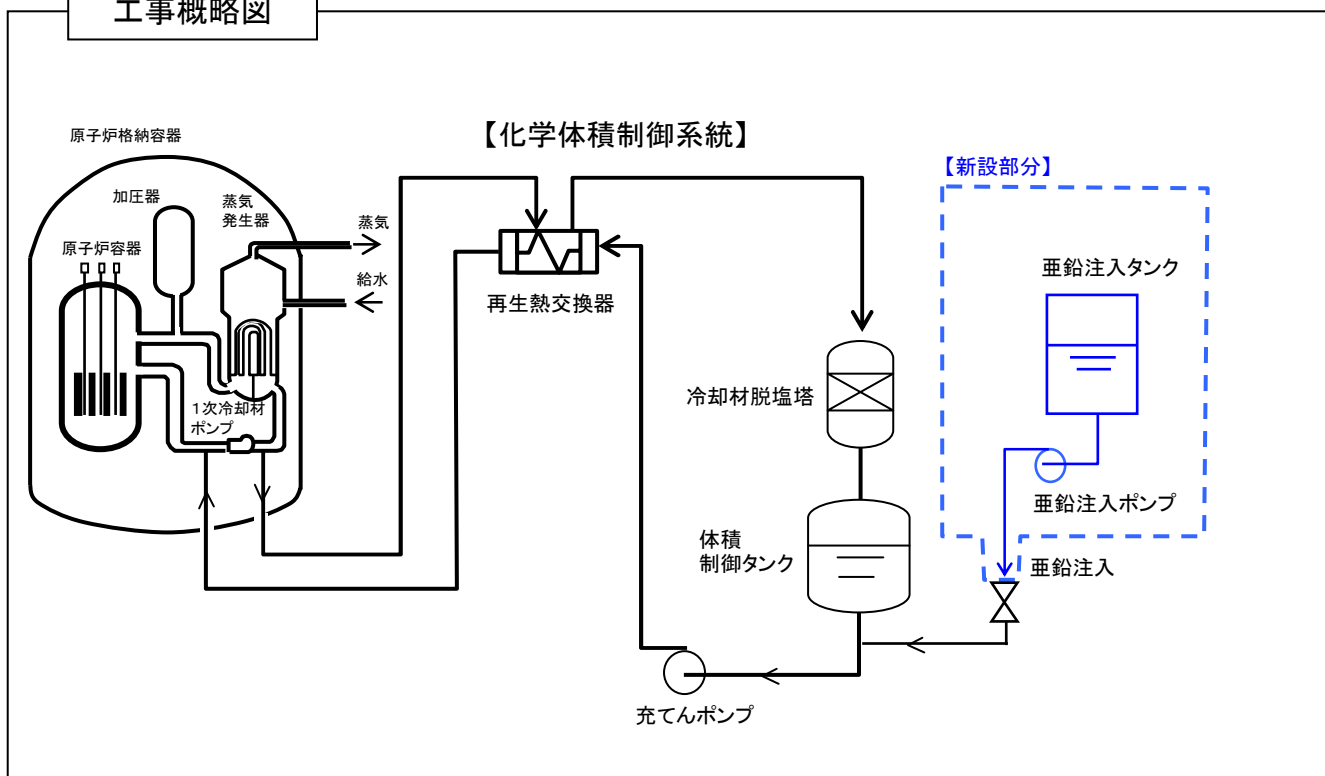 工事概略図
【化学体積制御系統】
原子炉格納容器
加圧器
蒸気
発生器
原子炉容器
蒸気
給水
1次冷却材
ポンプ
再生熱交換器
冷却材脱塩塔
体積
制御タンク
充てんポンプ
【新設部分】
亜鉛注入タンク
亜鉛注入ポンプ
亜鉛注入